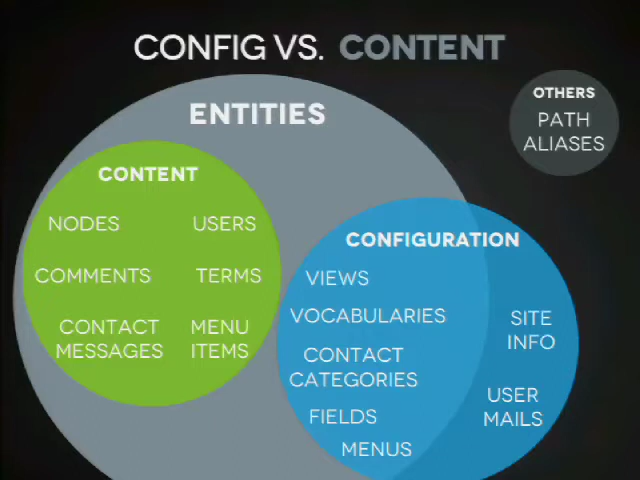 CONFIG VS. CONTENT
ENTITIES
OTHERS
PATH
ALIASES
CONTENT
NODES
USERS
COMMENTS
TERMS
CONTACT
MESSAGES
MENU
ITEMS
CONFIGURATION
VIEWS
VOCABULARIES
CONTACT
CATEGORIES
FIELDS
MENUS
SITE
INFO
USER
MAILS